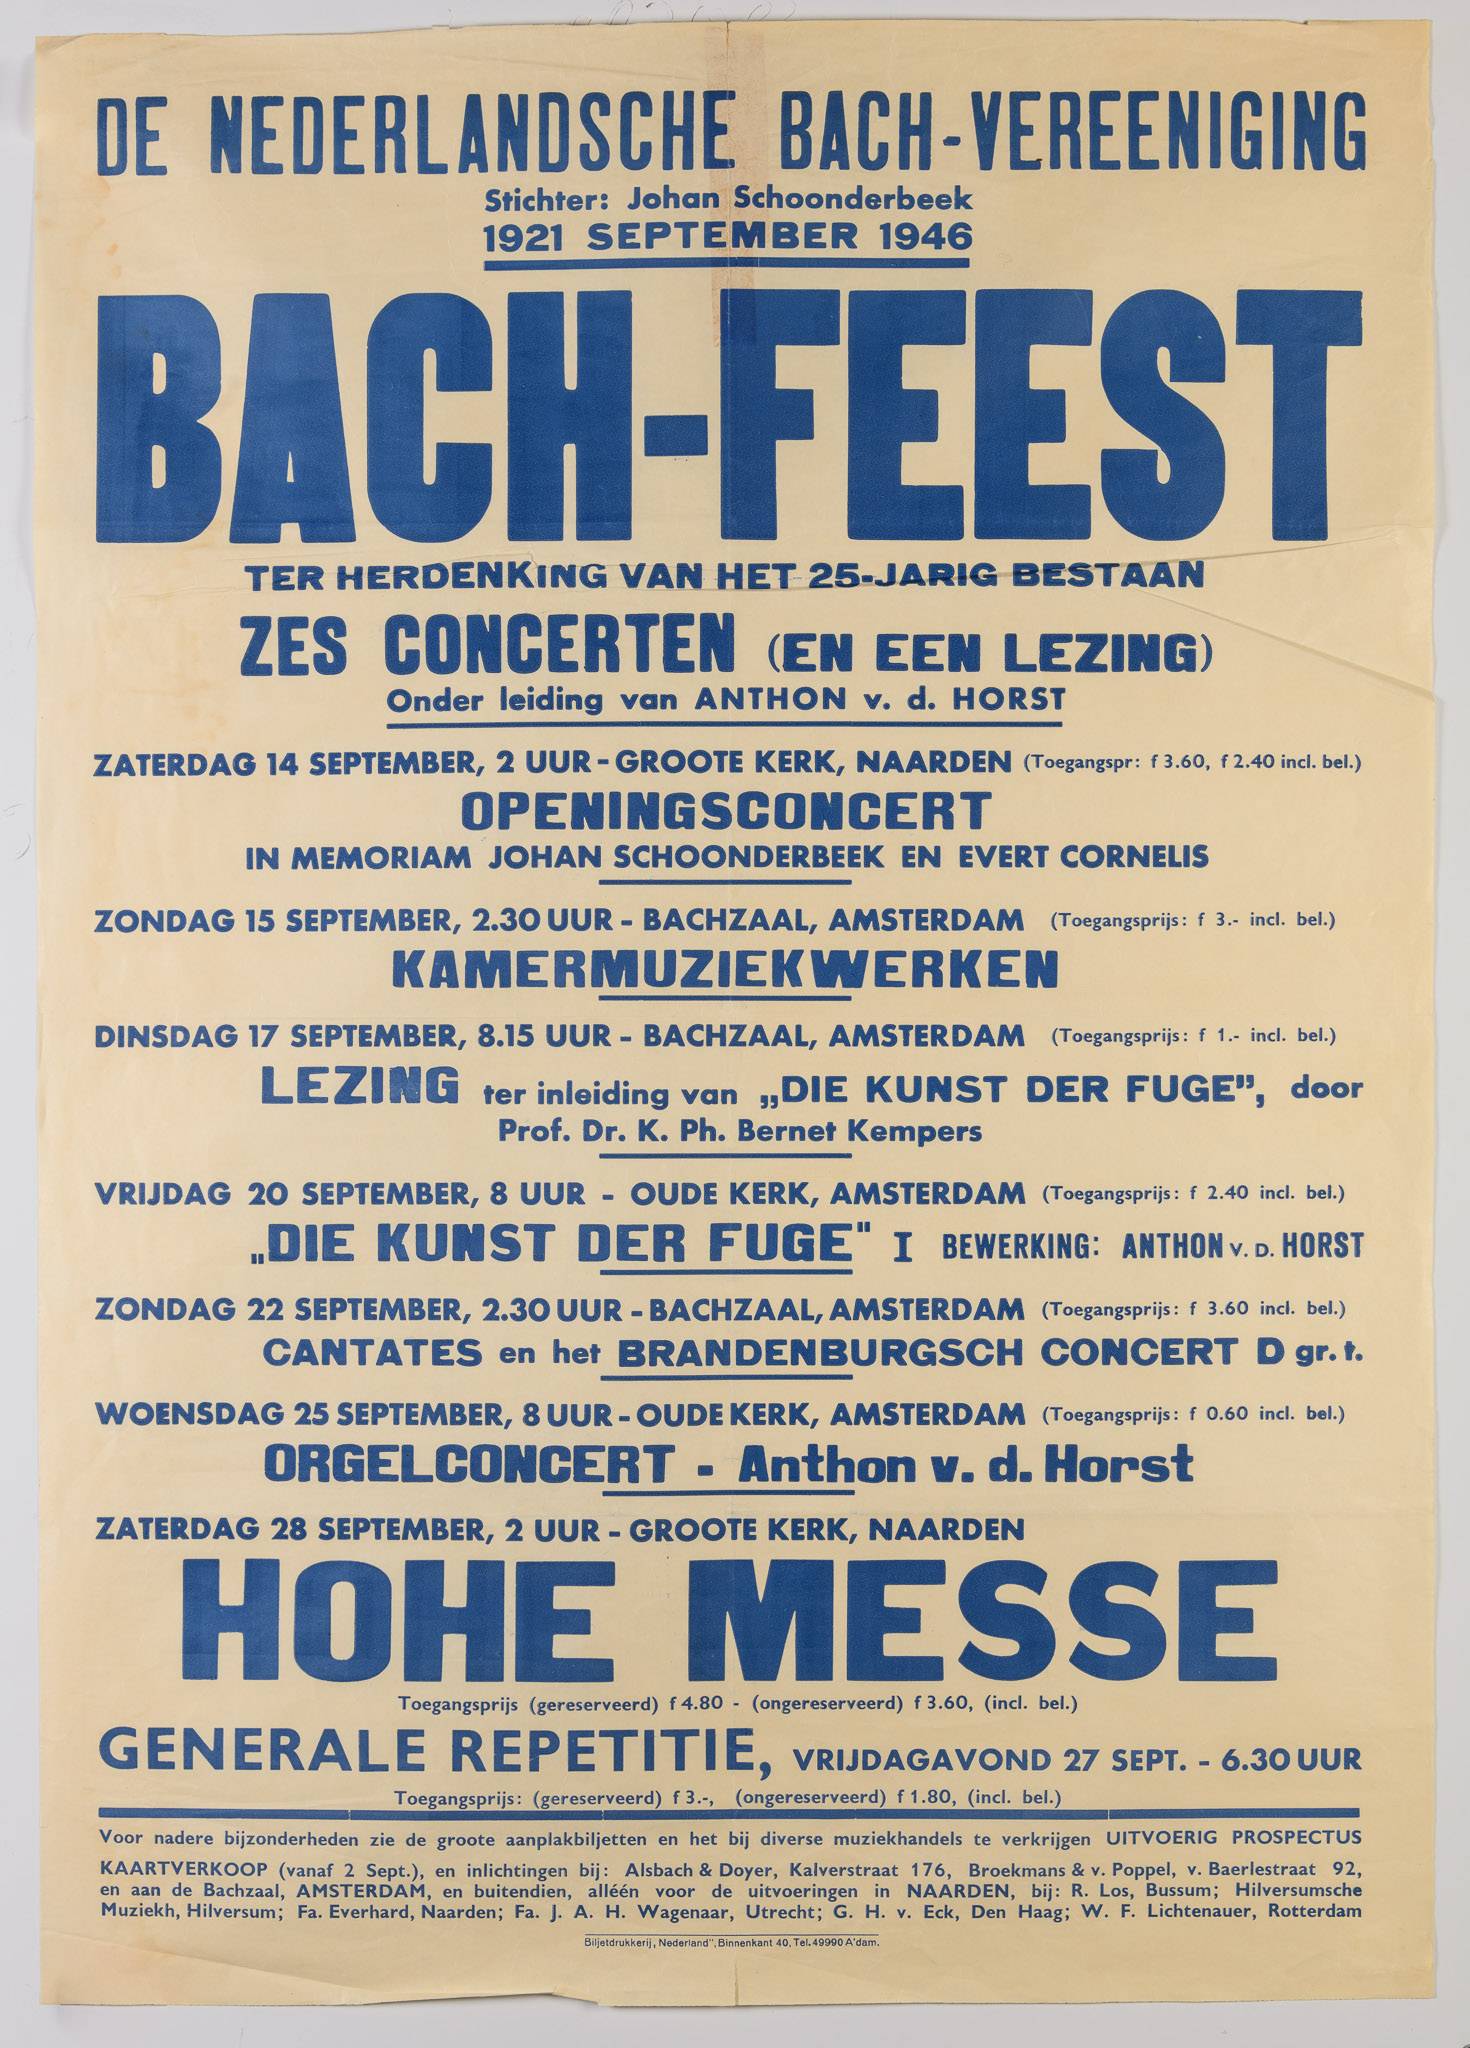 DE NEDERLANDSCHE BACH-VEREENIGING
Stichter: Johan Schoonderbeek
1921 SEPTEMBER 1946
BACH-FEEST
TER HERDENKING VAN HET 25-JARIG BESTAAN
ZES CONCERTEN (EN EEN LEZING)
Onder leiding van ANTHON v. d. HORST
ZATERDAG 14 SEPTEMBER, 2 UUR - GROOTE KERK, NAARDEN (Toegangspr: f 3.60, f 2.40 incl. bel.)
OPENINGSCONCERT
IN MEMORIAM JOHAN SCHOONDERBEEK EN EVERT CORNELIS
ZONDAG 15 SEPTEMBER, 2.30 UUR - BACHZAAL, AMSTERDAM (Toegangsprijs: f 3.- incl. bel.)
KAMERMUZIEKWERKEN
DINSDAG 17 SEPTEMBER, 8.15 UUR - BACHZAAL, AMSTERDAM (Toegangsprijs: f 1.- incl. bel.)
LEZING ter inleiding van „DIE KUNST DER FUGE”, door
Prof. Dr. K. Ph. Bernet Kempers
VRIJDAG 20 SEPTEMBER, 8 UUR - OUDE KERK, AMSTERDAM (Toegangsprijs: f 2.40 incl. bel.)
„DIE KUNST DER FUGE" I BEWERKING: ANTHON V. D. HORST
ZONDAG 22 SEPTEMBER, 2.30 UUR - BACHZAAL, AMSTERDAM (Toegangsprijs: f 3.60 incl. bel.)
CANTATES en het BRANDENBURGSCH CONCERT D gr. t.
WOENSDAG 25 SEPTEMBER, 8 UUR - OUDE KERK, AMSTERDAM (Toegangsprijs: f 0.60 incl. bel.)
ORGELCONCERT - Anthon v. d. Horst
ZATERDAG 28 SEPTEMBER, 2 UUR - GROOTE KERK, NAARDEN
HOHE MESSE
Toegangsprijs (gereserveerd) f 4.80 - (ongereserveerd) f 3.60, (incl. bel.)
GENERALE REPETITIE, VRIJDAGAVOND 27 SEPT. - 6.30 UUR
Toegangsprijs: (gereserveerd) f 3.-, (ongereserveerd) f 1.80, (incl. bel.)
Voor nadere bijzonderheden zie de groote aanplakbiljetten en het bij diverse muziekhandels te verkrijgen UITVOERIG PROSPECTUS
KAARTVERKOOP (vanaf 2 Sept.), en inlichtingen bij: Alsbach & Doyer, Kalverstraat 176, Broekmans & v. Poppel, v. Baerlestraat 92,
en aan de Bachzaal, AMSTERDAM, en buitendien, alléén voor de uitvoeringen in NAARDEN, bij: R. Los, Bussum; Hilversumsche
Muziekh, Hilversum; Fa. Everhard, Naarden; Fa. J. A. H. Wagenaar, Utrecht; G. H. v. Eck, Den Haag; W. F. Lichtenauer, Rotterdam
Biljetdrukkerij „Nederland", Binnenkant 40, Tel. 49990 A'dam.